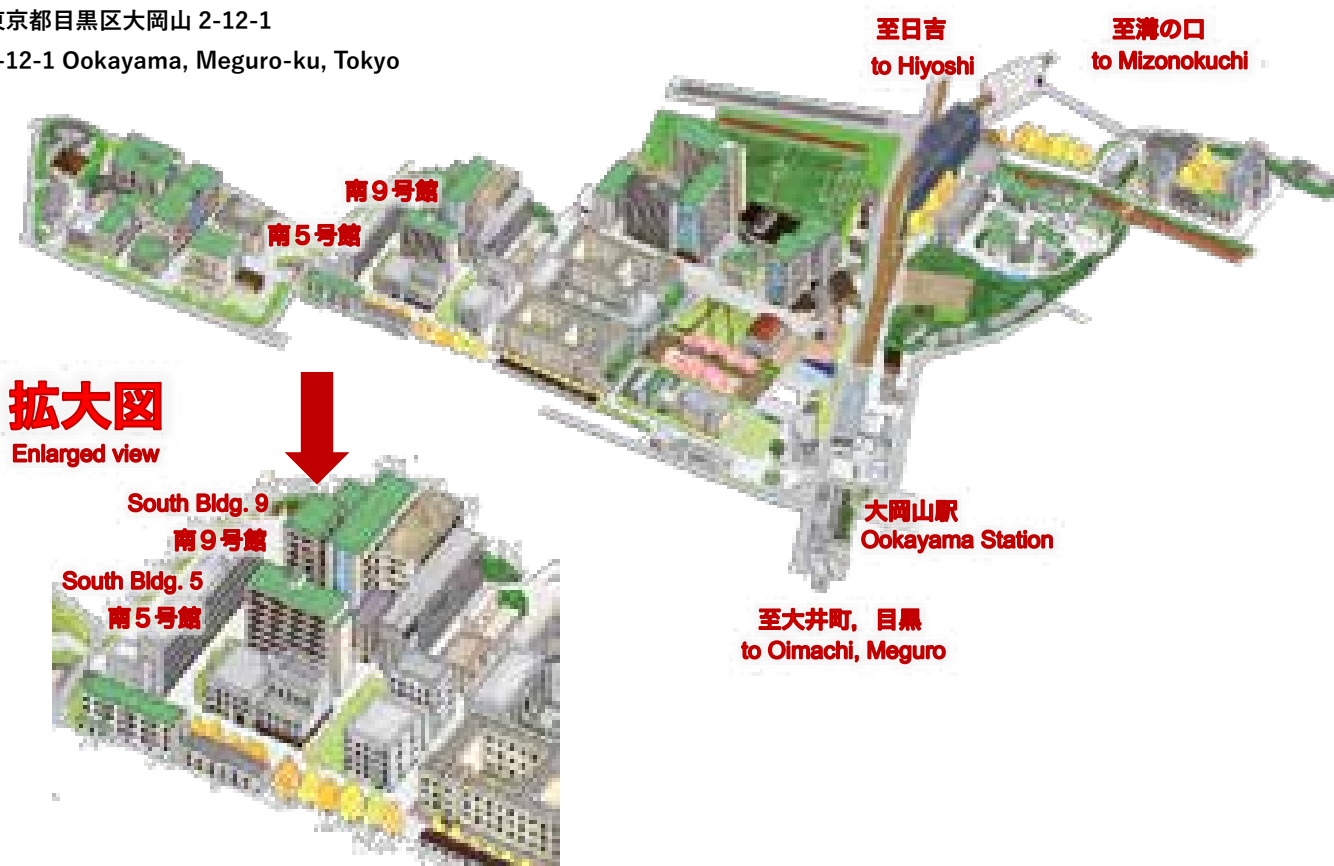 京都目黒区大岡山 2-12-1
-12-1 Ookayama, Meguro-ku, Tokyo
至日吉
to Hiyoshi
至溝の口
to Mizonokuchi
南９号館
南５号館
拡大図
Enlarged view
South Bldg. 9
南９号館
South Bldg. 5
南５号館
大岡山駅
Ookayama Station
至大井町，目黒
to Oimachi, Meguro